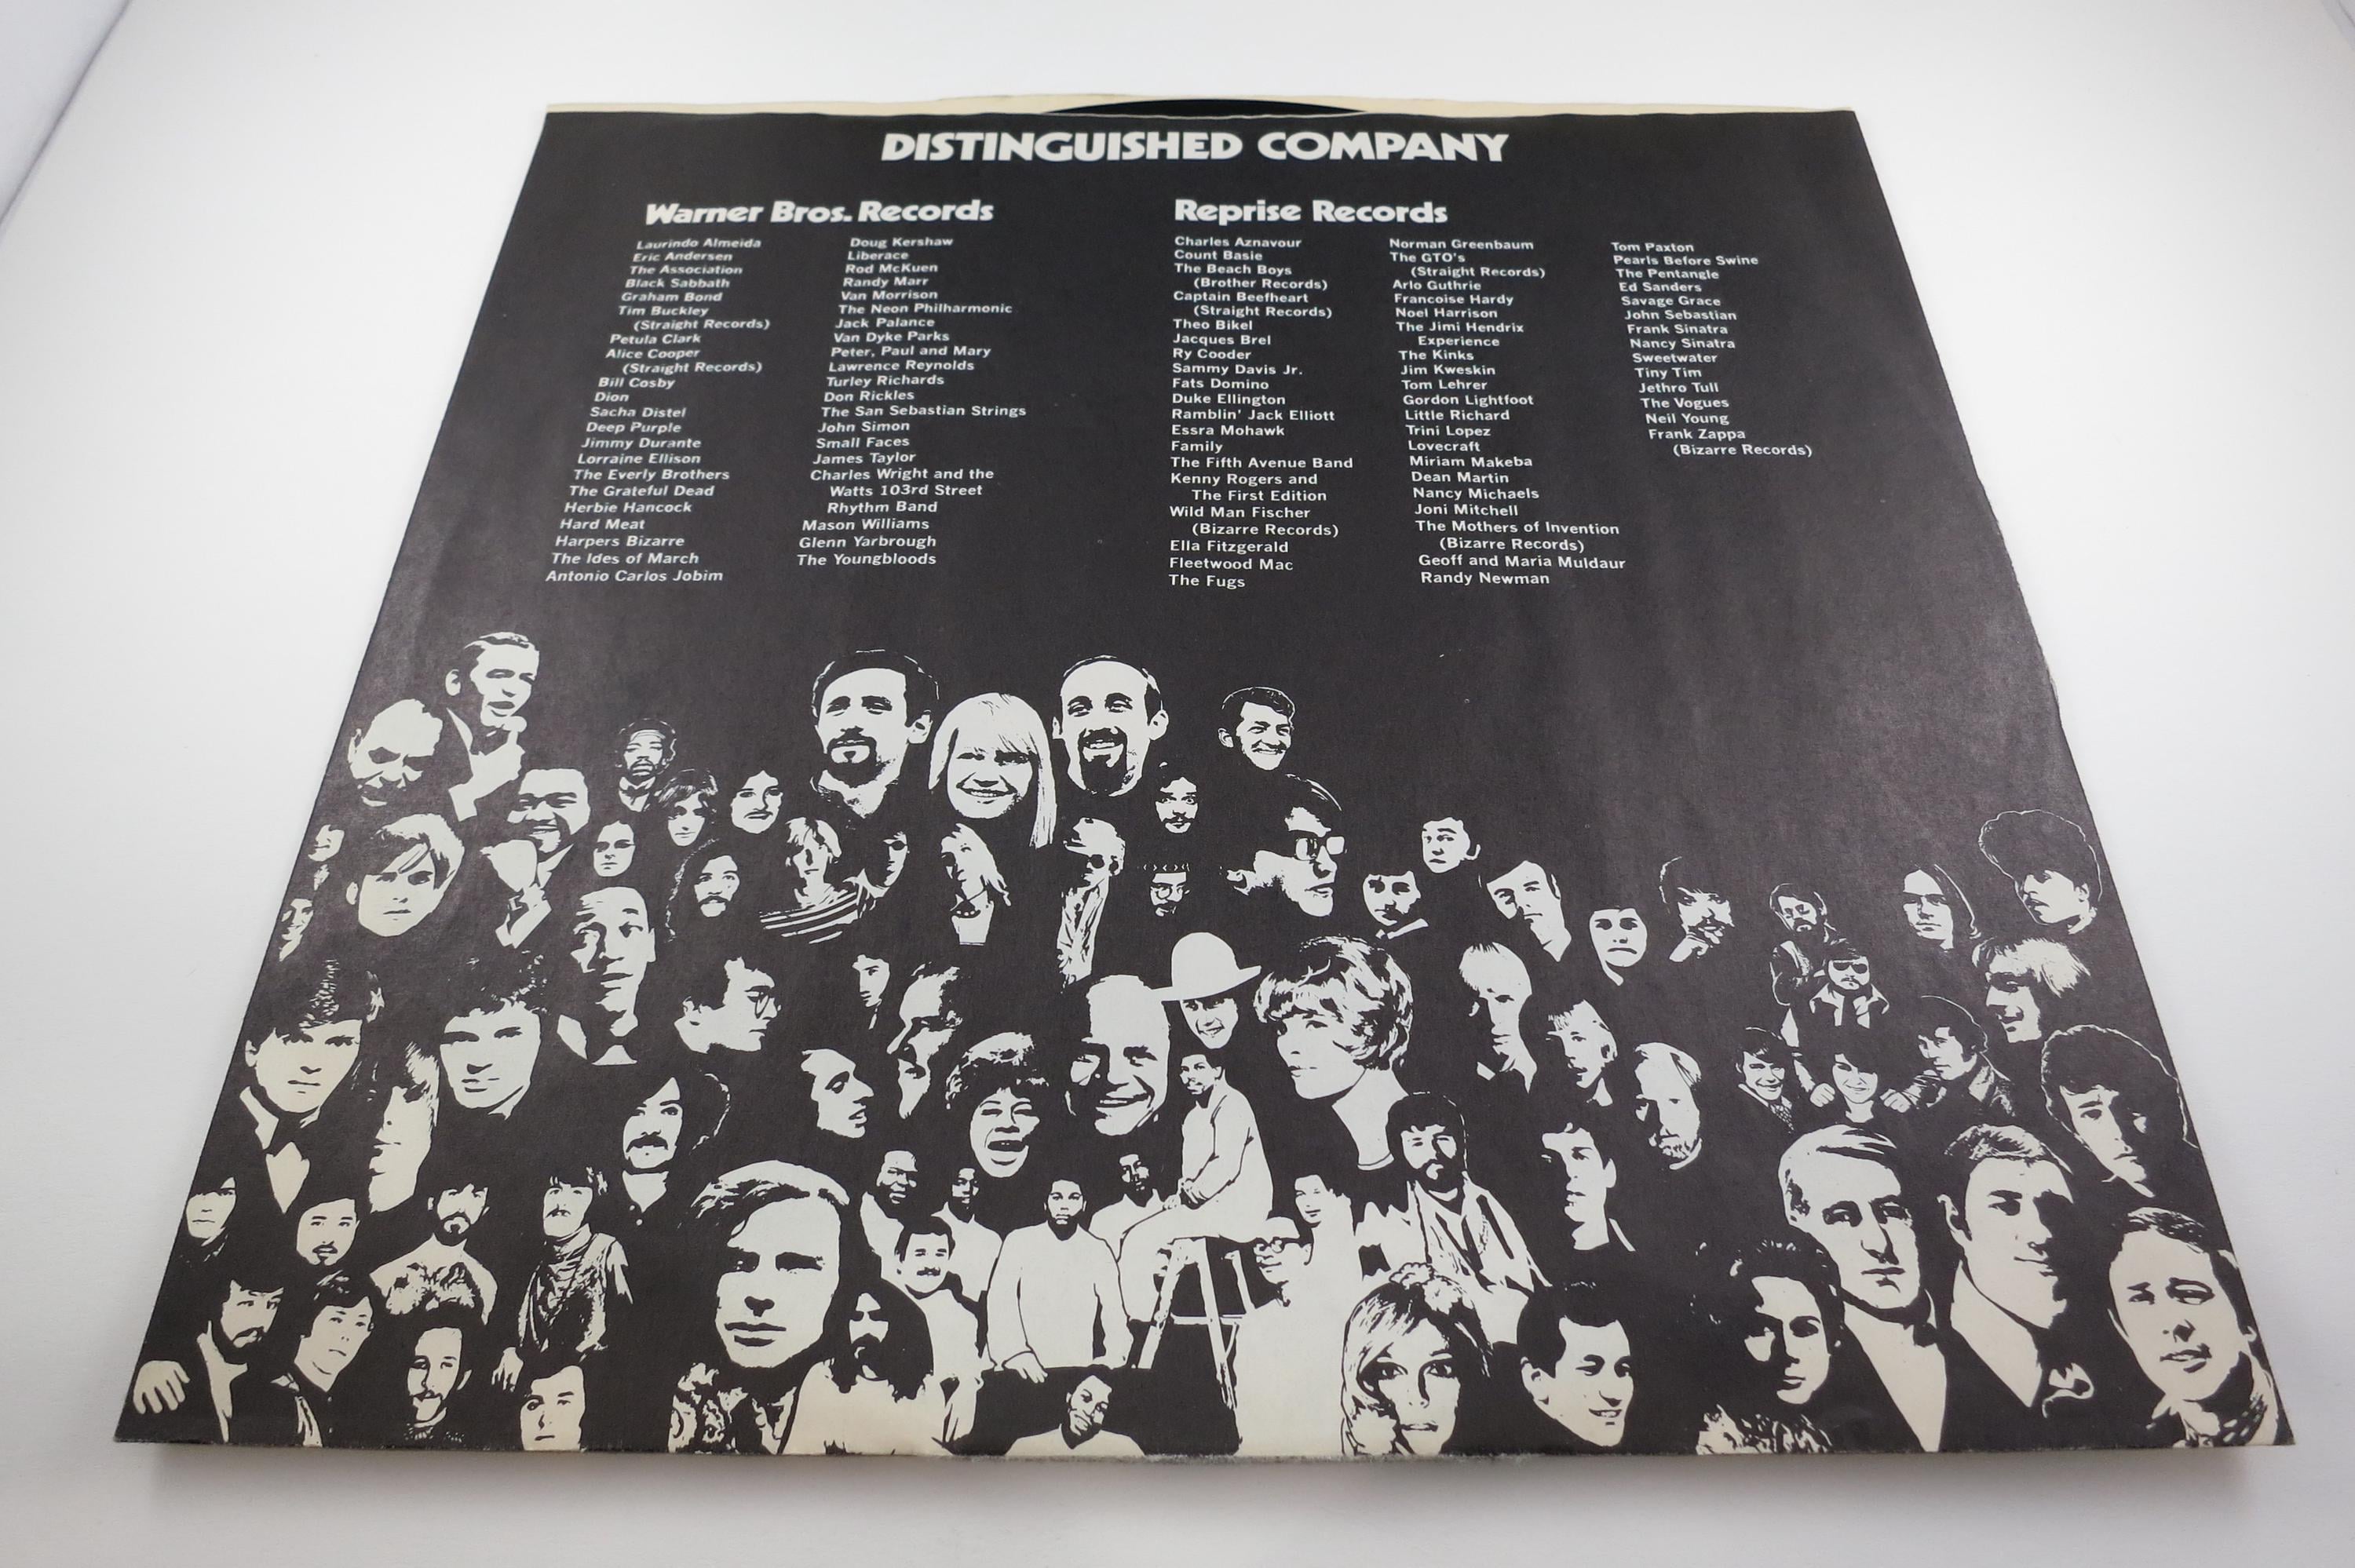 DISTINGUISHED COMPANY
Warner Bros. Records
Laurindo Almeida
Eric Andersen
The Association
Black Sabbath
Graham Bond
Tim Buckley
(Straight Records)
Petula Clark
Alice Cooper
(Straight Records)
Bill Cosby
Dion
Sacha Distel
Deep Purple
Jimmy Durante
Lorraine Ellison
The Everly Brothers
The Grateful Dead
Herbie Hancock
Hard Meat
Harpers Bizarre
The Ides of March
Antonio Carlos Jobim
Doug Kershaw
Liberace
Rod McKuen
Randy Marr
Van Morrison
The Neon Philharmonic
Jack Palance
Van Dyke Parks
Peter, Paul and Mary
Lawrence Reynolds
Turley Richards
Don Rickles
The San Sebastian Strings
John Simon
Small Faces
James Taylor
Charles Wright and the
Watts 103rd Street
Rhythm Band
Mason Williams
Glenn Yarbrough
The Youngbloods
Reprise Records
Charles Aznavour
Count Basie
The Beach Boys
(Brother Records)
Captain Beefheart
(Straight Records)
Theo Bikel
Jacques Brel
Ry Cooder
Sammy Davis Jr.
Fats Domino
Duke Ellington
Ramblin' Jack Elliott
Essra Mohawk
Family
The Fifth Avenue Band
Kenny Rogers and
The First Edition
Wild Man Fischer
(Bizarre Records)
Ella Fitzgerald
Fleetwood Mac
The Fugs
Norman Greenbaum
The GTO's
(Straight Records)
Arlo Guthrie
Francoise Hardy
Noel Harrison
The Jimi Hendrix
Experience
The Kinks
Jim Kweskin
Tom Lehrer
Gordon Lightfoot
Little Richard
Trini Lopez
Lovecraft
Miriam Makeba
Dean Martin
Nancy Michaels
Joni Mitchell
The Mothers of Invention
(Bizarre Records)
Geoff and Maria Muldaur
Randy Newman
Tom Paxton
Pearls Before Swine
The Pentangle
Ed Sanders
Savage Grace
John Sebastian
Frank Sinatra
Nancy Sinatra
Sweetwater
Tiny Tim
Jethro Tull
The Vogues
Neil Young
Frank Zappa
(Bizarre Records)